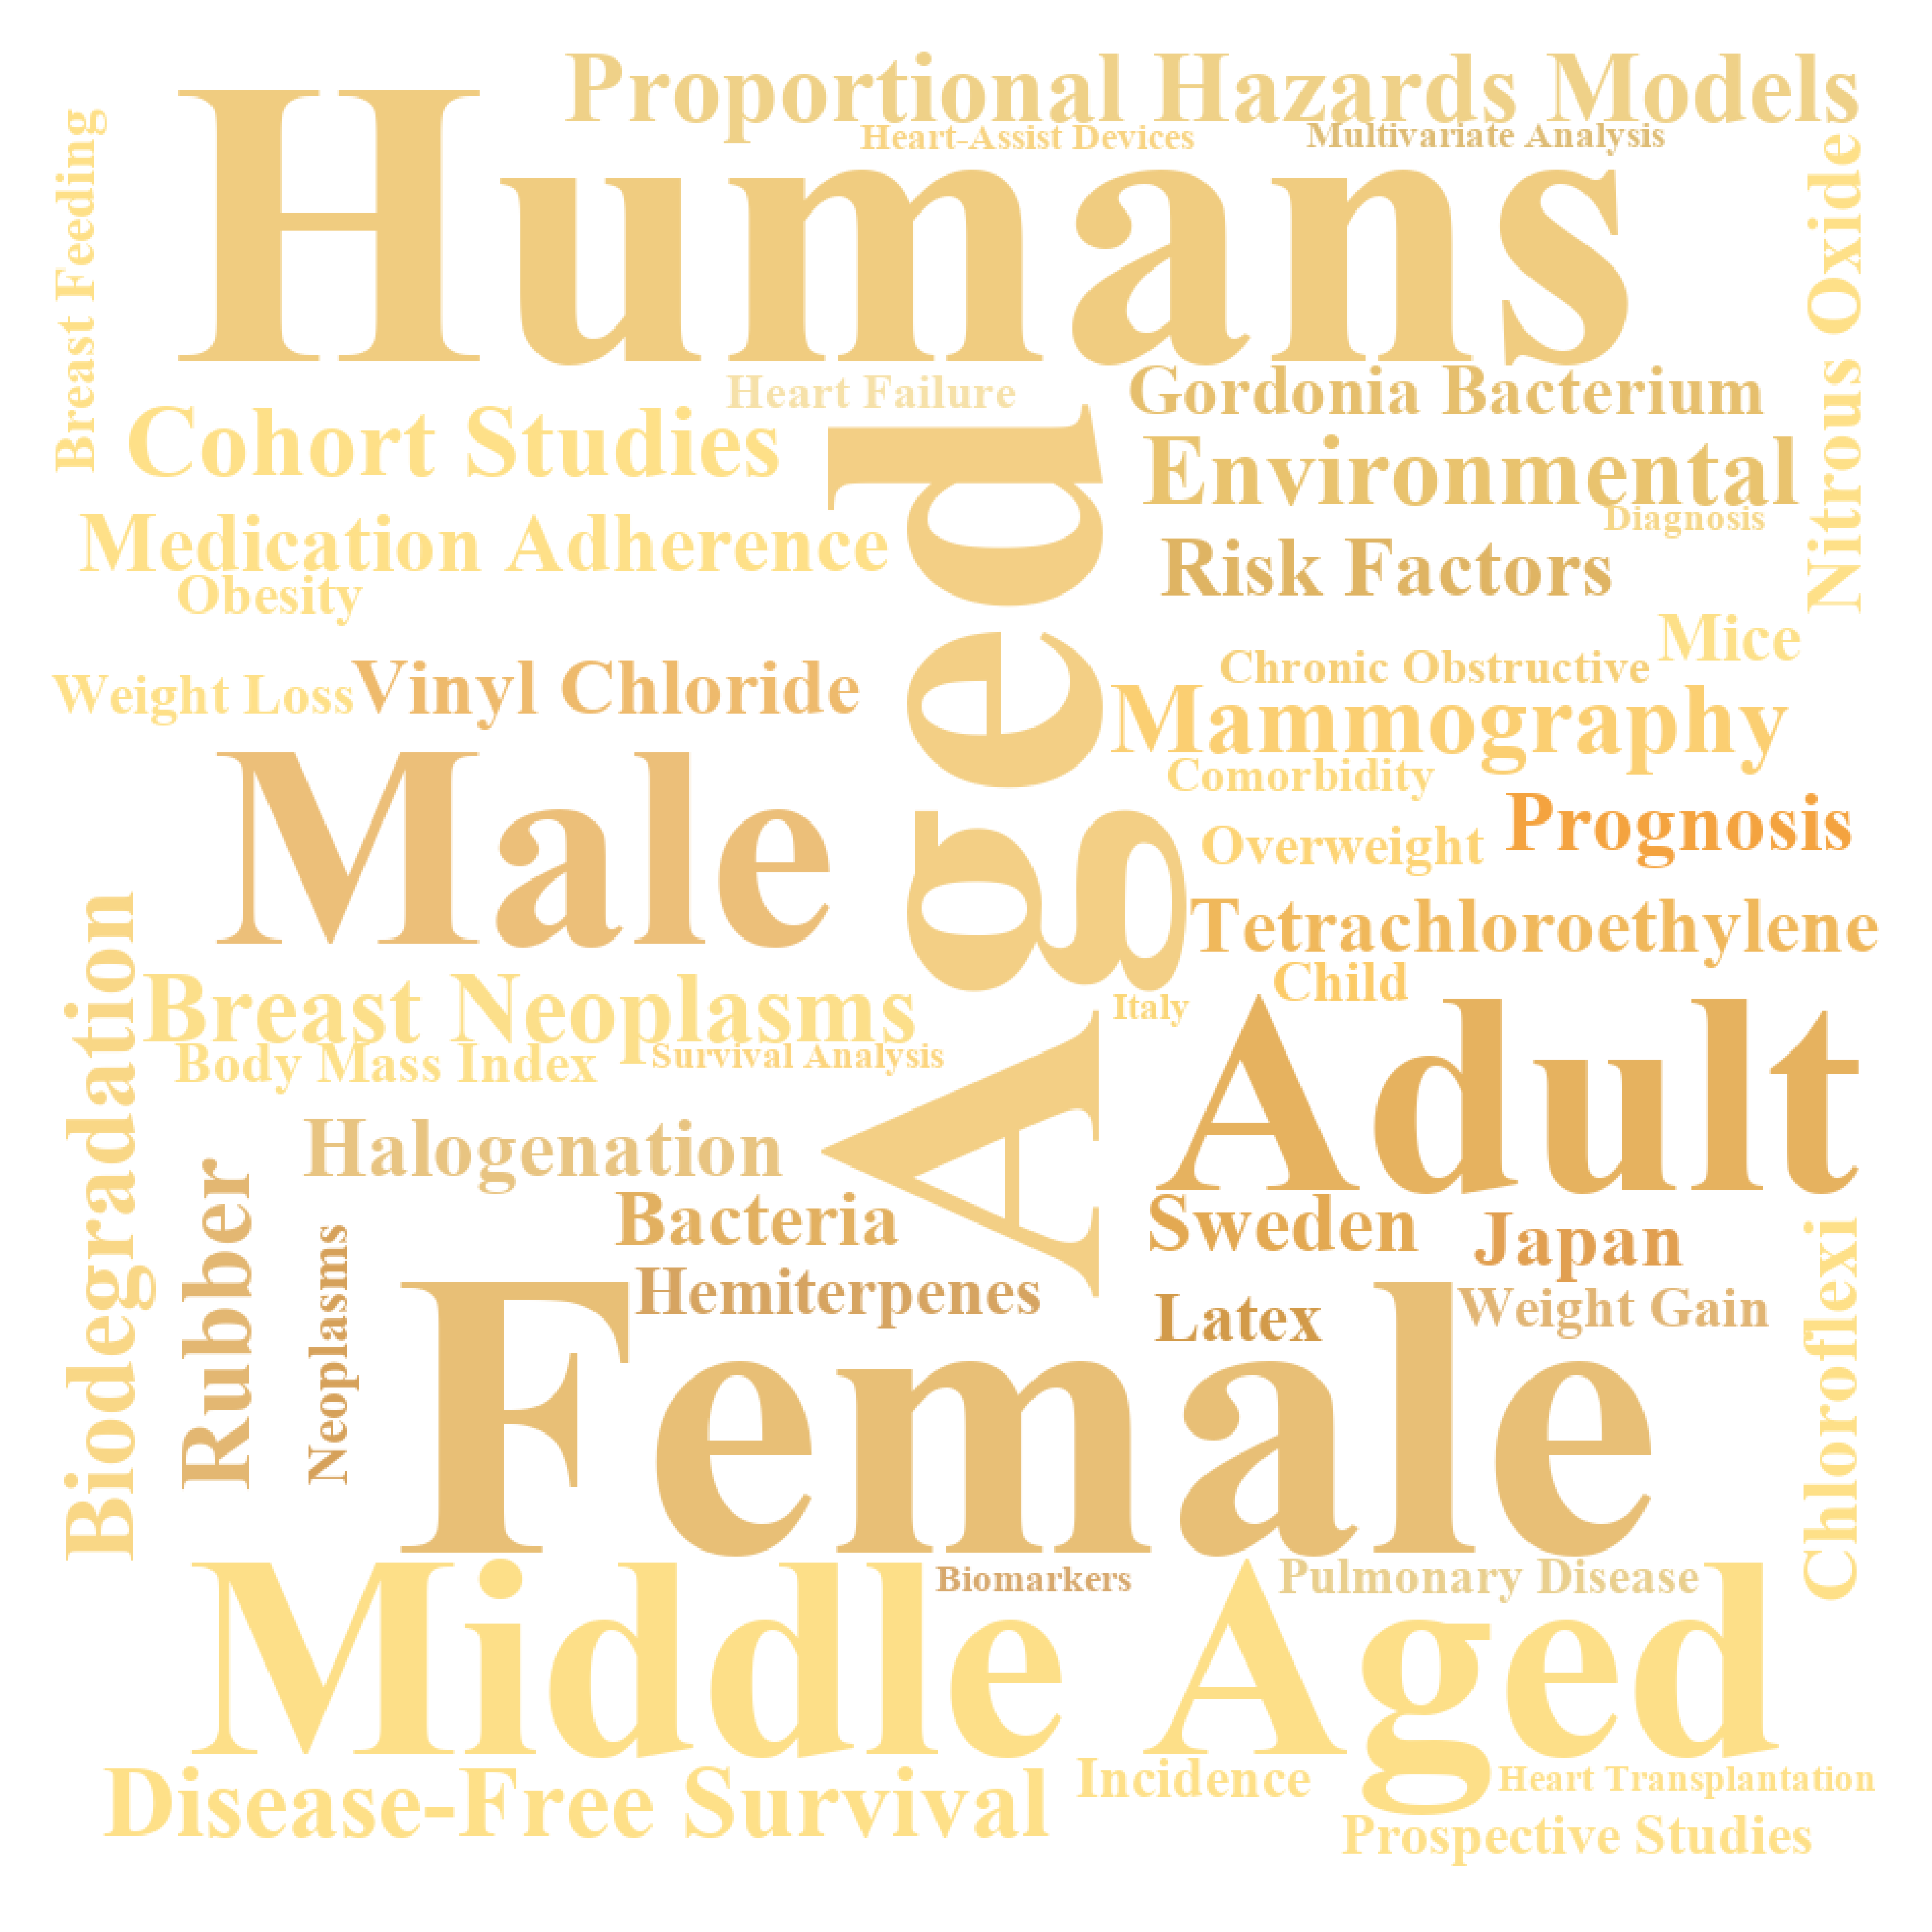 Proportional Hazards Models
Heart-Assist Devices
Multivariate Analysis
Humans
Breast Feeding
Nitrous Oxide
Heart Failure
Gordonia Bacterium
Cohort Studies
Environmental
Diagnosis
Medication Adherence
Risk Factors
Obesity
Aged
Mice
Chronic Obstructive
Weight Loss
Vinyl Chloride
Mammography
Comorbidity
Male
Overweight
Prognosis
Tetrachloroethylene
Child
Breast Neoplasms
Italy
Body Mass Index
Survival Analysis
Adult
Biodegradation
Halogenation
Rubber
Neoplasms
Bacteria
Sweden
Japan
Hemiterpenes
Latex
Weight Gain
Chloroflexi
Female
Biomarkers
Pulmonary Disease
Middle Aged
Disease-Free Survival
Incidence
Heart Transplantation
Prospective Studies